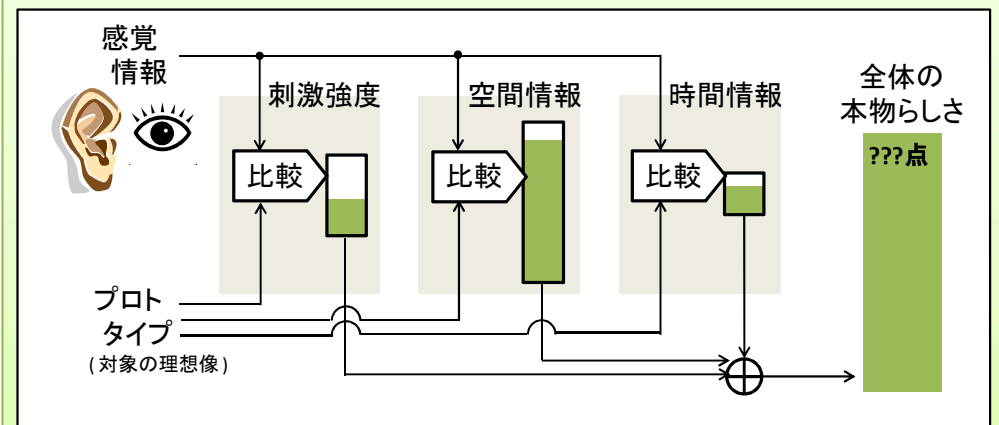 感覚
情報
刺激強度
空間情報
時間情報
全体の
本物らしさ
???点
比較
比較
比較
プロト
タイプ
(対象の理想像)